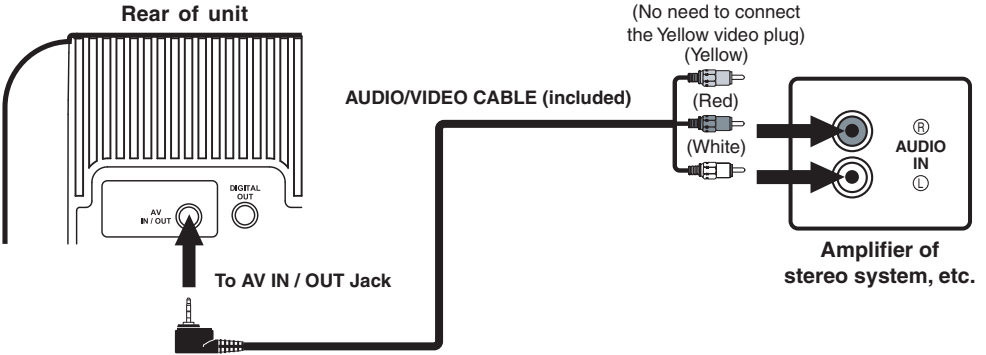 Rear of unit
(No need to connect
the Yellow video plug)
(Yellow)
AUDIO/VIDEO CABLE (included)
(Red)
(White)
R
AUDIO
IN
L
DIGITAL
OUT
AV
IN / OUT
To AV IN / OUT Jack
Amplifier of
stereo system, etc.